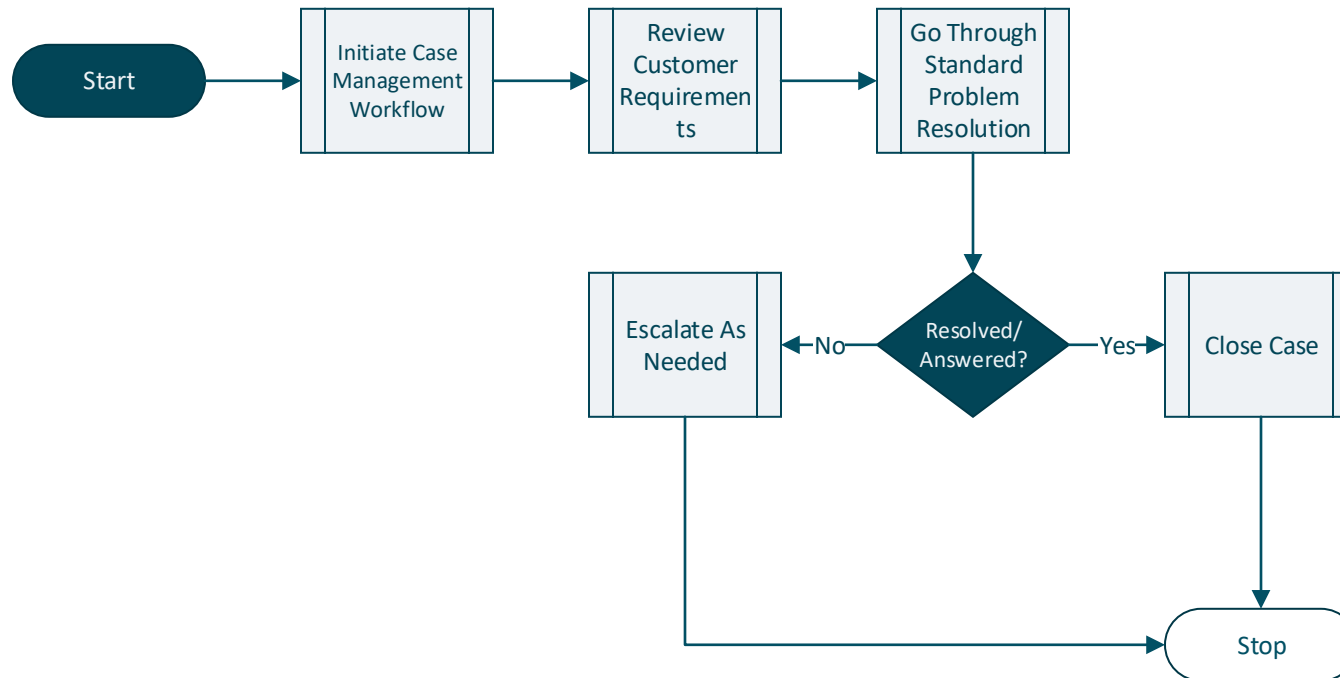 Start
Initiate Case
Management
Workflow
Review
Customer
Requiremen
ts
Go Through
Standard
Problem
Resolution
Escalate As
Needed
No
Resolved/
Answered?
Yes
Close Case
Stop